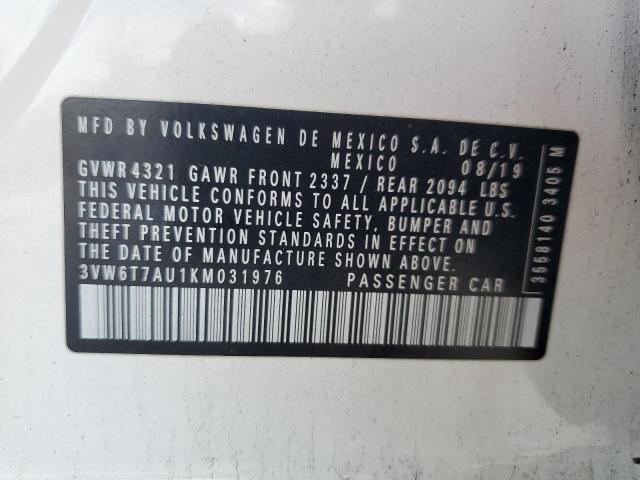 MFD BY VOLKSWAGEN DE MEXICO S.A. DE C.V.
MEXICO 08/19
GVWR 4321 GAWR FRONT 2337 / REAR 2094 LBS
THIS VEHICLE CONFORMS TO ALL APPLICABLE U.S.
FEDERAL MOTOR VEHICLE SAFETY, BUMPER AND
THEFT PREVENTION STANDARDS IN EFFECT ON
THE DATE OF MANUFACTURE SHOWN ABOVE.
3VW6T7AU1KM031976 PASSENGER CAR
3568140 3405 M